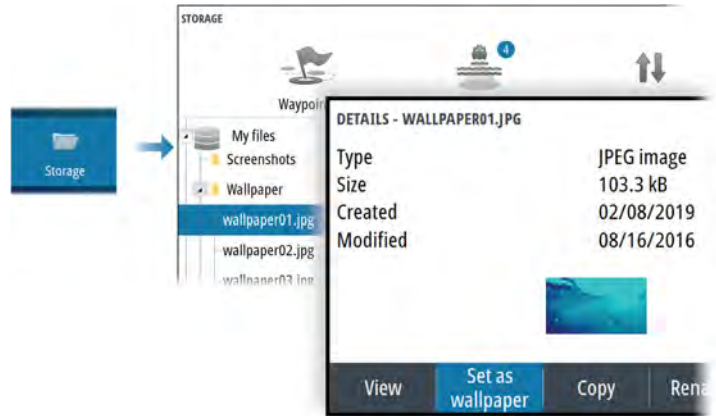 STORAGE
4
Storage
My files
Screenshots
Wallpaper
wallpaper01.jpg
wallpaper02.jpg
DETAILS - WALLPAPER01.JPG
Type JPEG image
Size 103.3 kB
Created 02/08/2019
Modified 08/16/2016
View
Set as
wallpaper
Copy